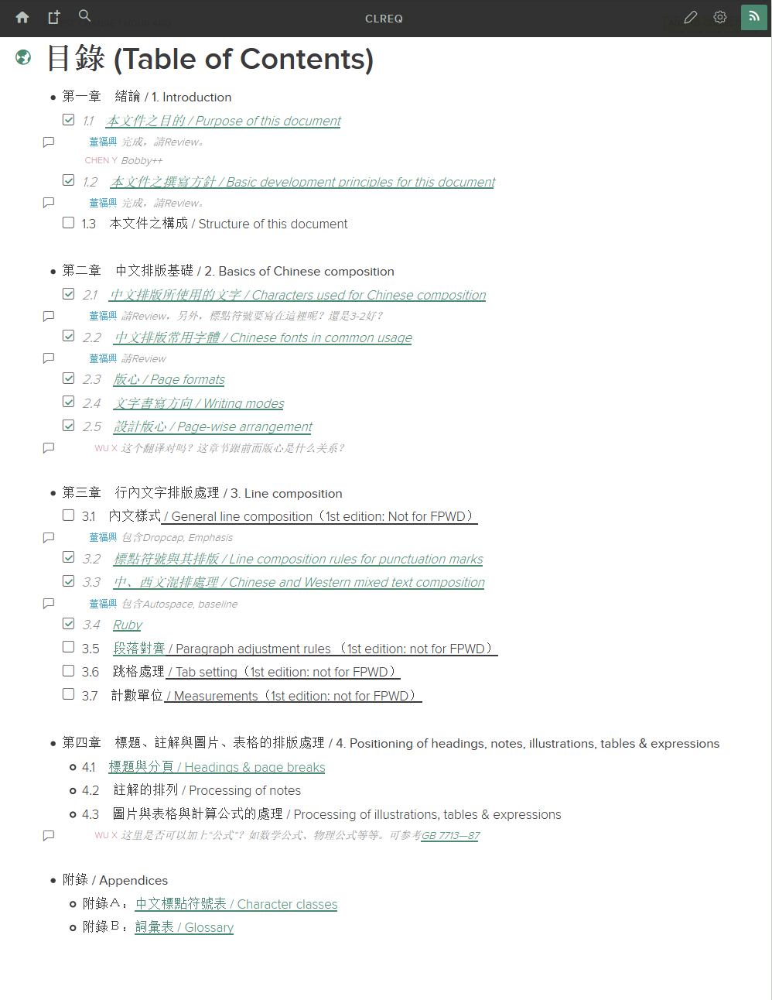 CLREQ
目錄 (Table of Contents)
第一章 緒論 / 1. Introduction
1.1 本文件之目的 / Purpose of this document
董福興 完成，請Review。
CHEN Y Bobby++
1.2 本文件之撰寫方針 / Basic development principles for this document
董福興 完成，請Review。
1.3 本文件之構成 / Structure of this document
第二章 中文排版基礎 / 2. Basics of Chinese composition
2.1 中文排版所使用的文字 / Characters used for Chinese composition
董福興 請Review，另外，標點符號要寫在這裡呢？還是3-2好？
2.2 中文排版常用字體 / Chinese fonts in common usage
董福興 請Review
2.3 版心 / Page formats
2.4 文字書寫方向 / Writing modes
2.5 設計版心 / Page-wise arrangement
WU X 这个翻译对吗？这章节跟前面版心是什么关系？
第三章 行內文字排版處理 / 3. Line composition
3.1 內文樣式 / General line composition（1st edition: Not for FPWD）
董福興 包含Dropcap, Emphasis
3.2 標點符號與其排版 / Line composition rules for punctuation marks
3.3 中、西文混排處理 / Chinese and Western mixed text composition
董福興 包含Autospace, baseline
3.4 Ruby
3.5 段落對齊 / Paragraph adjustment rules （1st edition: not for FPWD）
3.6 跳格處理 / Tab setting（1st edition: not for FPWD）
3.7 計數單位 / Measurements（1st edition: not for FPWD）
第四章 標題、註解與圖片、表格的排版處理 / 4. Positioning of headings, notes, illustrations, tables & expressions
4.1 標題與分頁 / Headings & page breaks
4.2 註解的排列 / Processing of notes
4.3 圖片與表格與計算公式的處理 / Processing of illustrations, tables & expressions
WU X 这里是否可以加上“公式”？如数学公式、物理公式等等。可参考GB 7713—87
附錄 / Appendices
附錄Ａ：中文標點符號表 / Character classes
附錄Ｂ：詞彙表 / Glossary